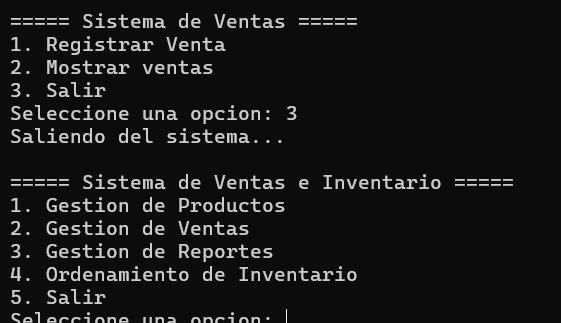 ===== Sistema de Ventas =====
1. Registrar Venta
2. Mostrar ventas
3. Salir
Seleccione una opcion: 3
Saliendo del sistema...
===== Sistema de Ventas e Inventario =====
1. Gestion de Productos
2. Gestion de Ventas
3. Gestion de Reportes
4. Ordenamiento de Inventario
5. Salir
Seleccione una opcion: